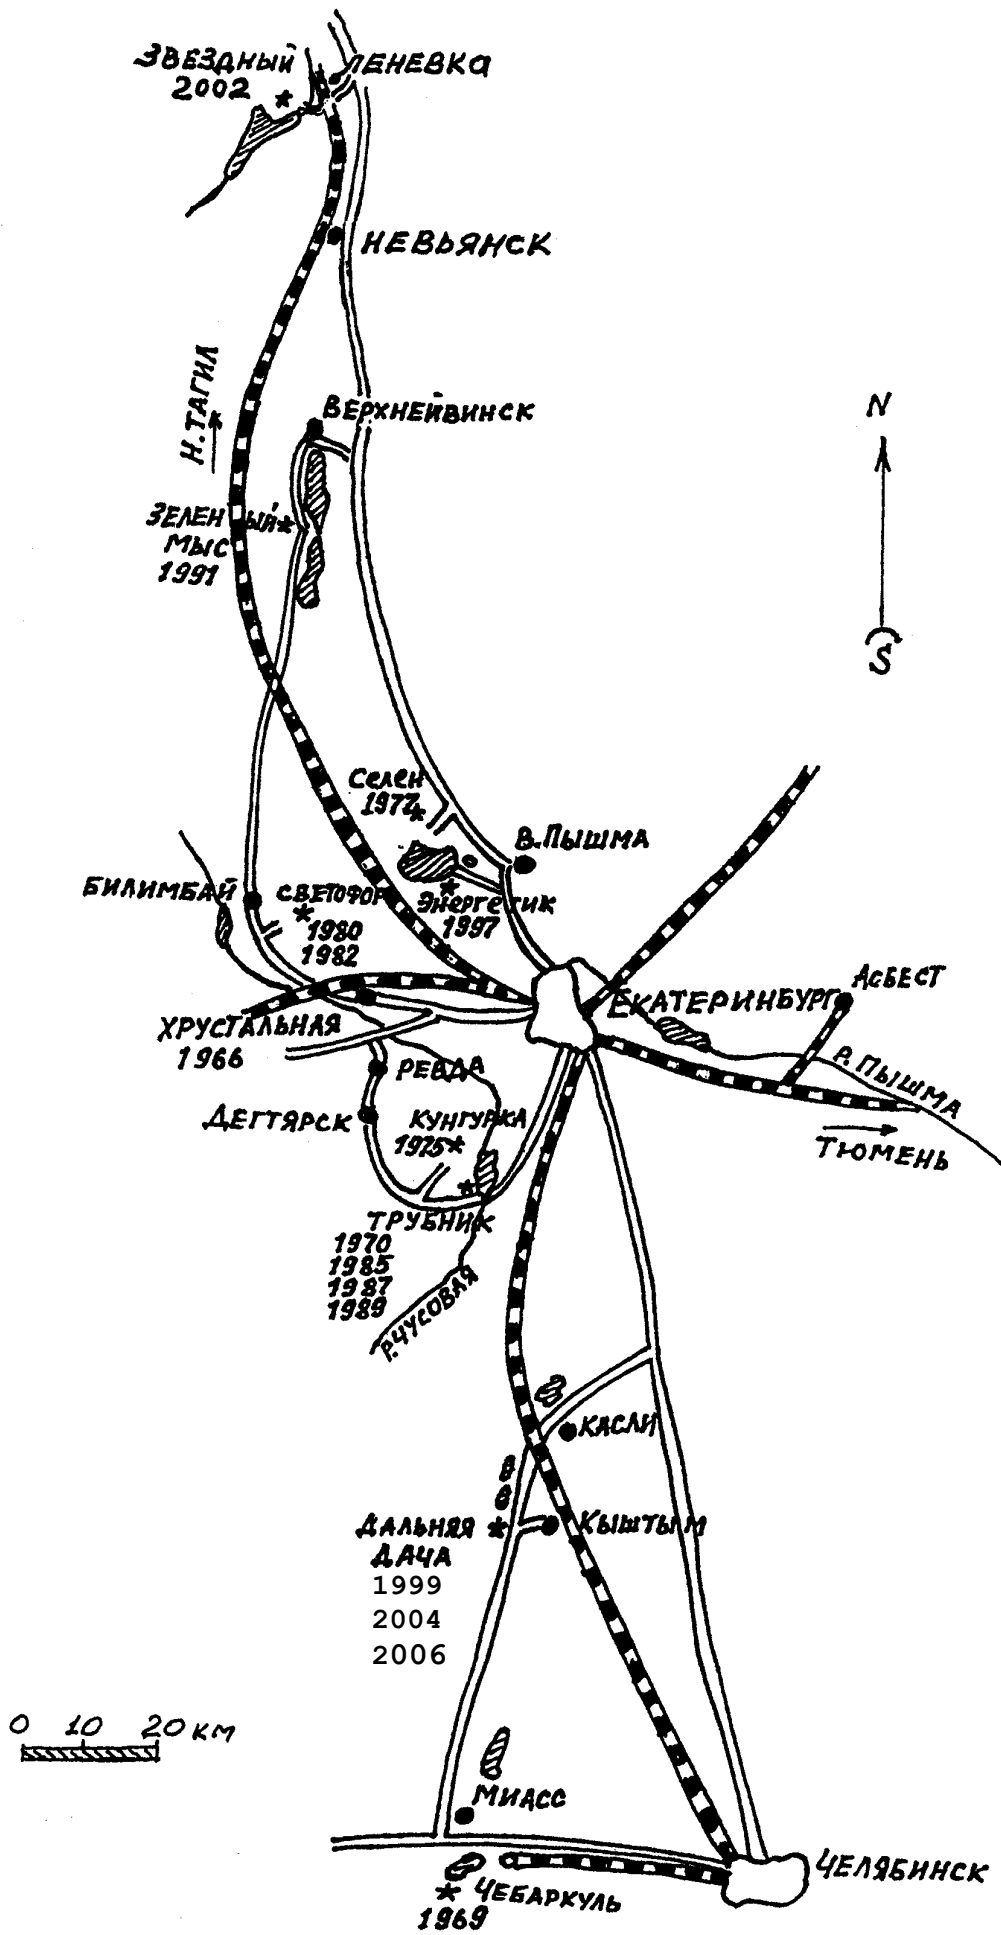 ЗВЕЗДНЫЙ
2002 *
ЛЕНЕВКА
НЕВЬЯНСК
Н.ТАГИЛ
ВЕРХНЕЙВИНСК
N
S
ЗЕЛЕНЫЙ*
МЫС
1991
Селен
1972*
В.ПЫШМА
БИЛИМБАЙ
СВЕТОФОР
*
1980
1982
*
Энергетик
1997
ЕКАТЕРИНБУРГ
АСБЕСТ
ХРУСТАЛЬНАЯ
1966
РЕВДА
Р.ПЫШМА
ДЕГТЯРСК
КУНГУРКА
1975*
ТЮМЕНЬ
*
ТРУБНИК
1970
1985
1987
1989
Р.ЧУСОВАЯ
КАСЛИ
ДАЛЬНЯЯ *
ДАЧА
1999
2004
2006
КЫШТЫМ
0 10 20 КМ
МИАСС
ЧЕЛЯБИНСК
* ЧЕБАРКУЛЬ
1969